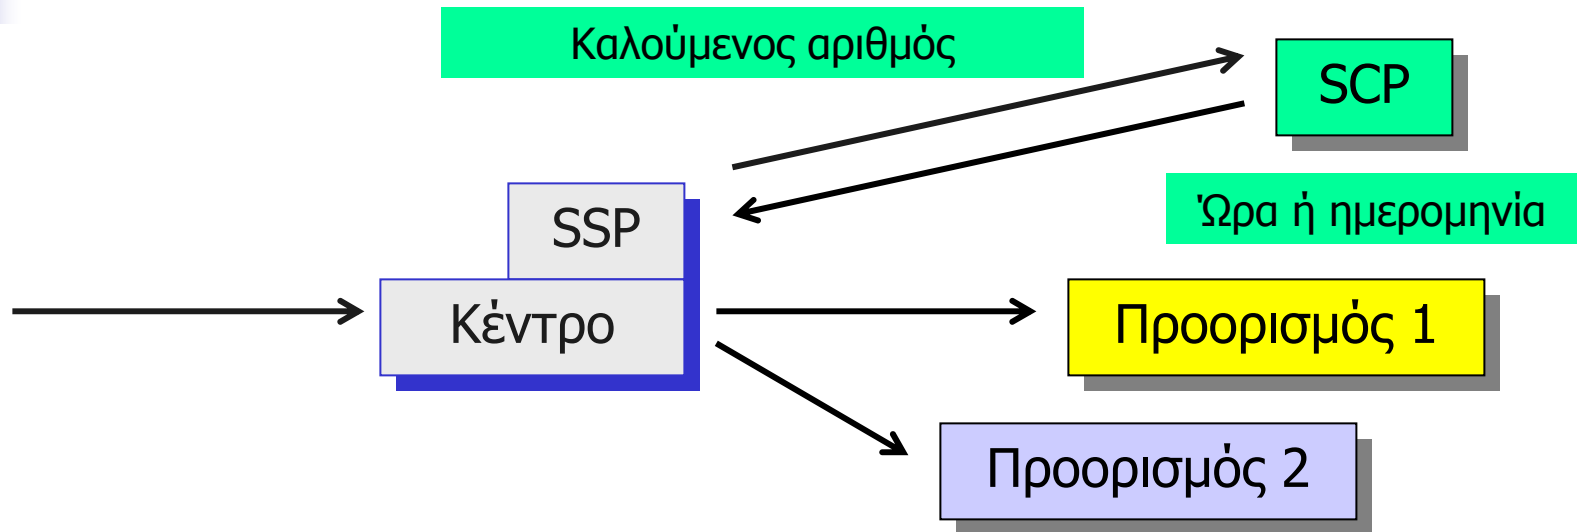 Καλούμενος αριθμός
SCP
SSP
Ώρα ή ημερομηνία
Κέντρο
Προορισμός 1
Προορισμός 2